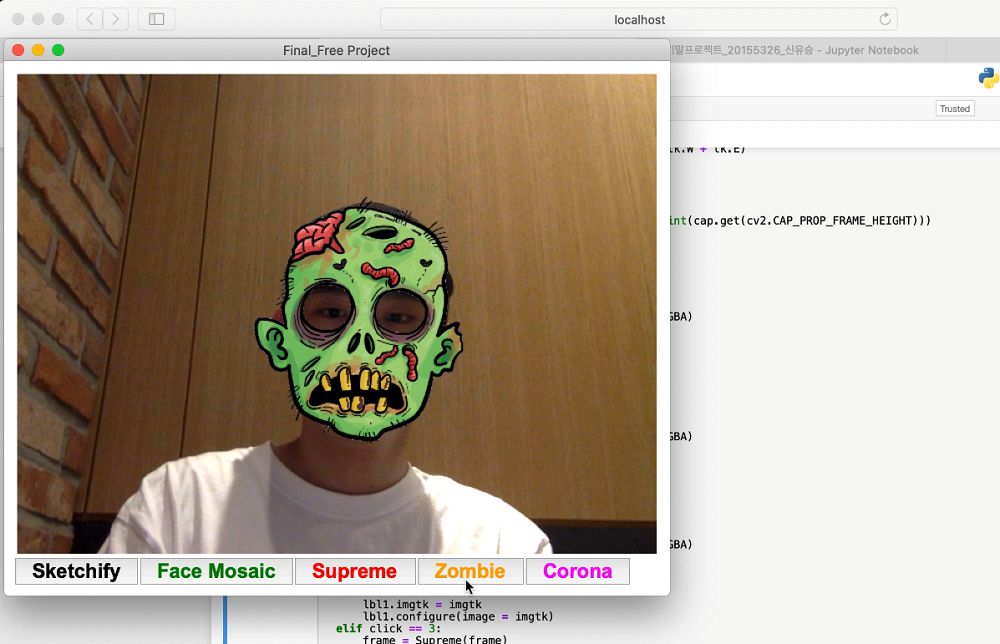 localhost
Final_Free Project
말프로젝트_20155326_신유승 - Jupyter Notebook
Trusted
tk.W + tk.E)
int(cap.get(cv2.CAP_PROP_FRAME_HEIGHT)))
GBA)
GBA)
GBA)
Sketchify Face Mosaic Supreme Zombie Corona
lbl1.imgtk = imgtk
lbl1.configure(image = imgtk)
elif click == 3:
frame = Supreme(frame)